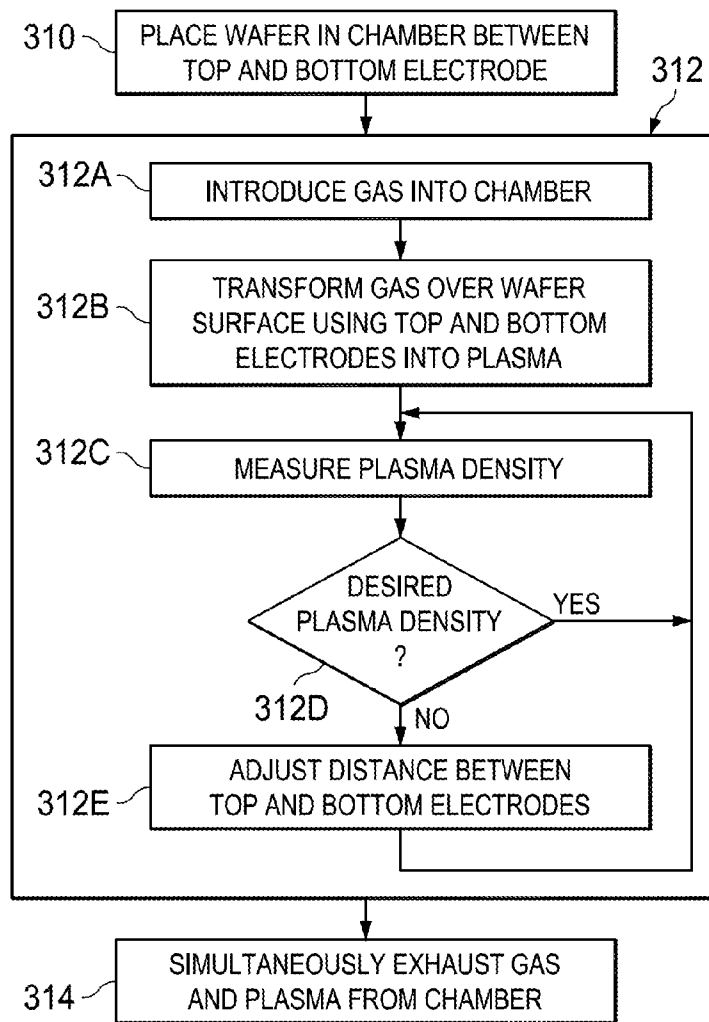 310
PLACE WAFER IN CHAMBER BETWEEN
TOP AND BOTTOM ELECTRODE
312
312A
INTRODUCE GAS INTO CHAMBER
312B
TRANSFORM GAS OVER WAFER
SURFACE USING TOP AND BOTTOM
ELECTRODES INTO PLASMA
312C
MEASURE PLASMA DENSITY
DESIRED
PLASMA DENSITY
?
YES
312D
NO
312E
ADJUST DISTANCE BETWEEN
TOP AND BOTTOM ELECTRODES
314
SIMULTANEOUSLY EXHAUST GAS
AND PLASMA FROM CHAMBER